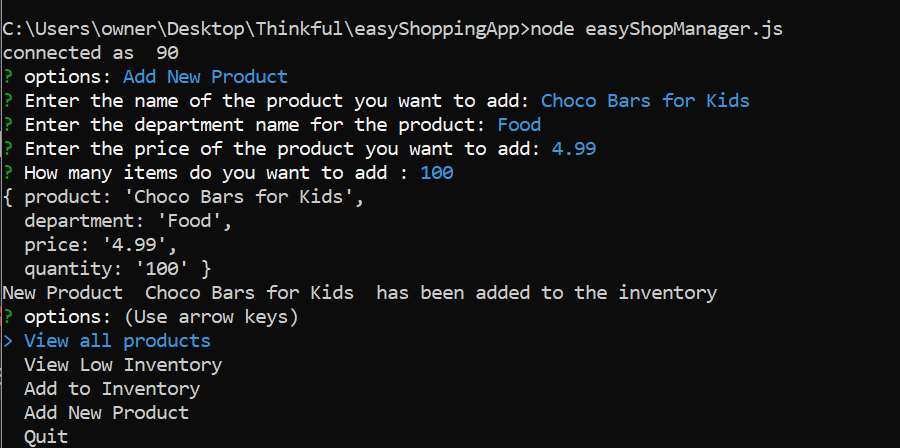 C:\Users\owner\Desktop\Thinkful\easyShoppingApp>node easyShopManager.js
connected as  90
? options: Add New Product
? Enter the name of the product you want to add: Choco Bars for Kids
? Enter the department name for the product: Food
? Enter the price of the product you want to add: 4.99
? How many items do you want to add : 100
{ product: 'Choco Bars for Kids',
  department: 'Food',
  price: '4.99',
  quantity: '100' }
New Product  Choco Bars for Kids  has been added to the inventory
? options: (Use arrow keys)
> View all products
  View Low Inventory
  Add to Inventory
  Add New Product
  Quit